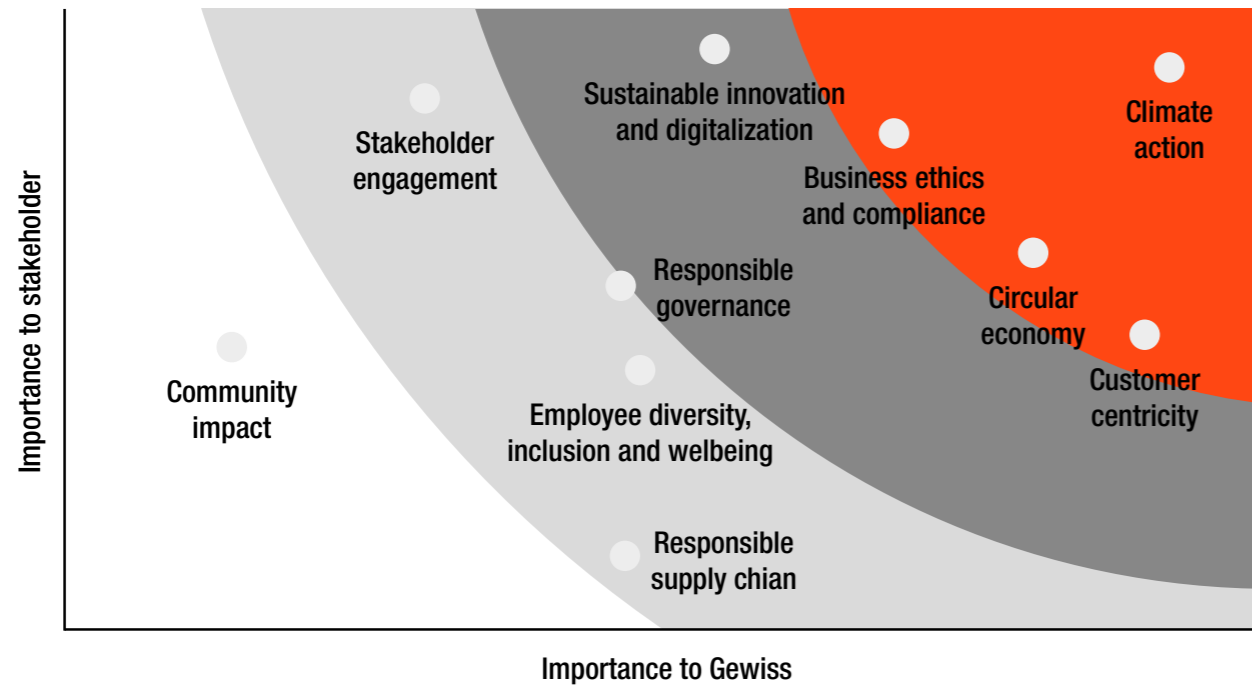 Importance to stakeholder
Sustainable innovation
and digitalization
Climate
action
Stakeholder
engagement
Business ethics
and compliance
Responsible
governance
Circular
economy
Community
impact
Customer
centricity
Employee diversity,
inclusion and welbeing
Responsible
supply chian
Importance to Gewiss